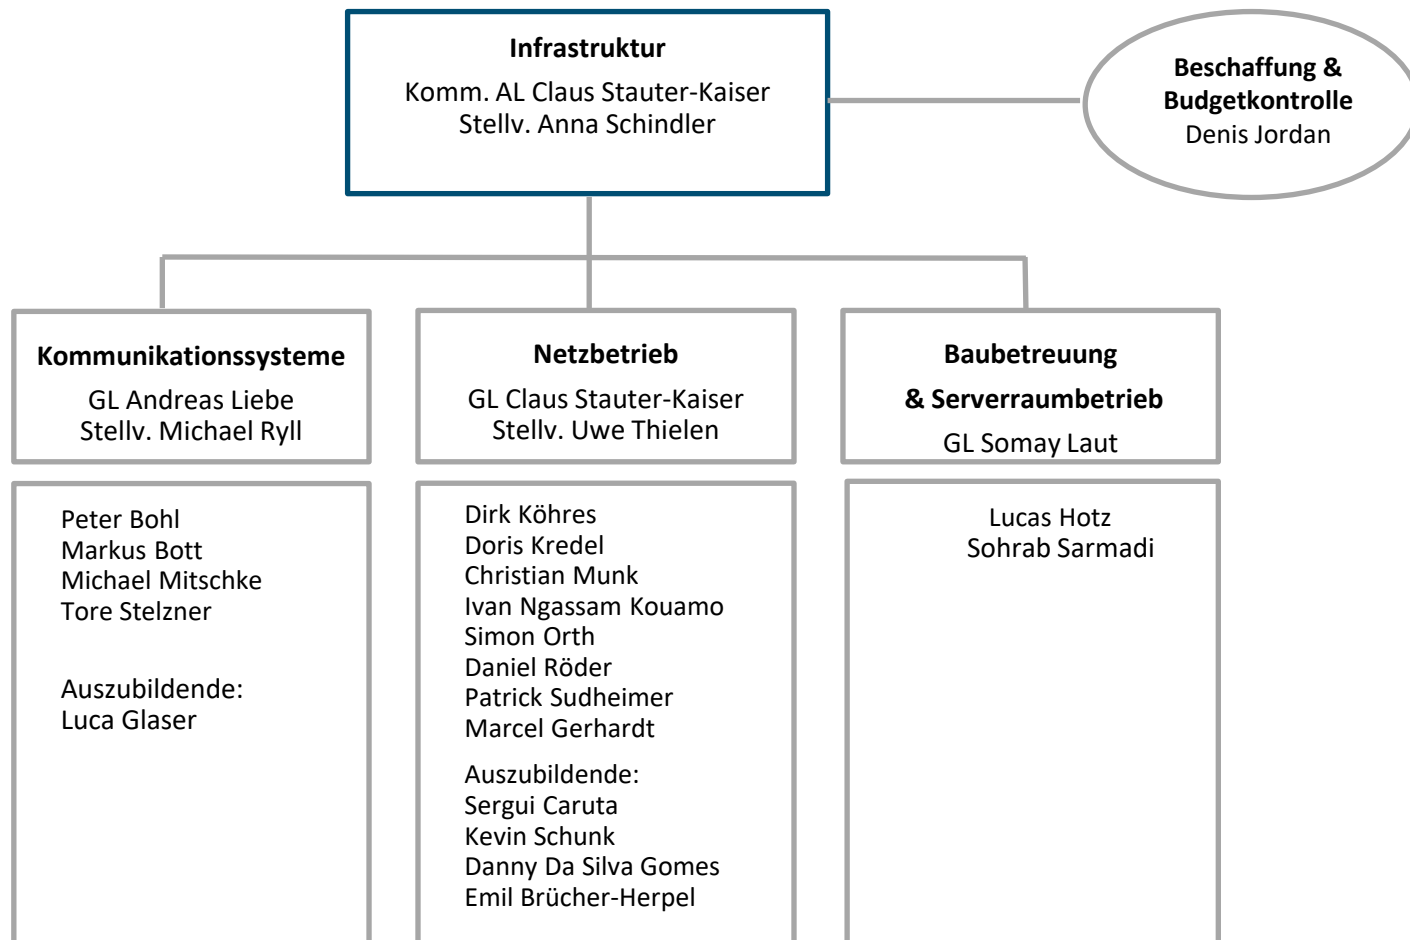 Infrastruktur
Komm. AL Claus Stauter-Kaiser
Stellv. Anna Schindler
Beschaffung &
Budgetkontrolle
Denis Jordan
Kommunikationssysteme
GL Andreas Liebe
Stellv. Michael Ryll
Netzbetrieb
GL Claus Stauter-Kaiser
Stellv. Uwe Thielen
Baubetreuung
& Serverraumbetrieb
GL Somay Laut
Peter Bohl
Markus Bott
Michael Mitschke
Tore Stelzner
Auszubildende:
Luca Glaser
Dirk Köhres
Doris Kredel
Christian Munk
Ivan Ngassam Kouamo
Simon Orth
Daniel Röder
Patrick Sudheimer
Marcel Gerhardt
Auszubildende:
Sergui Caruta
Kevin Schunk
Danny Da Silva Gomes
Emil Brücher-Herpel
Lucas Hotz
Sohrab Sarmadi